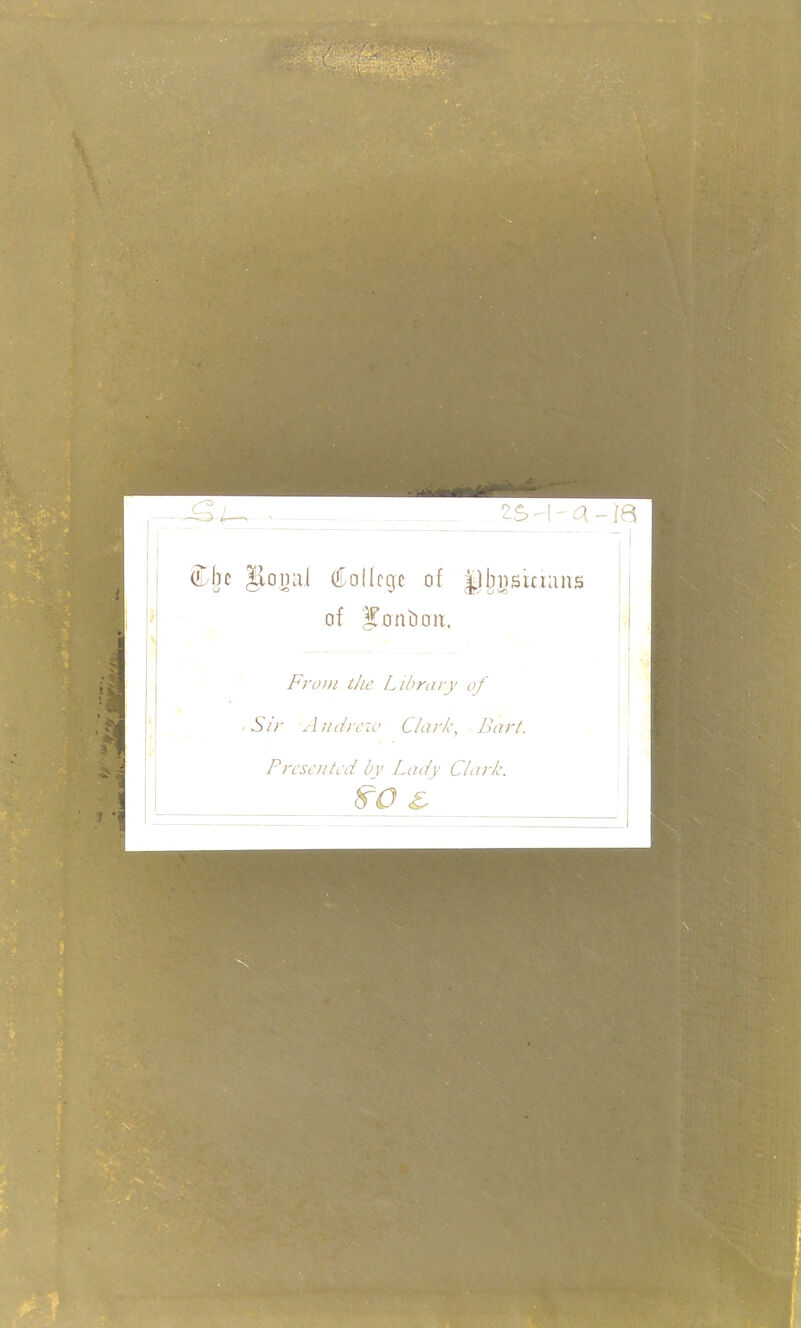 SL 25-1-a-18
The Royal College of Physicians
of London.
From the Library of
Sir Andrew Clark, Bart.
Presented by Lady Clark.